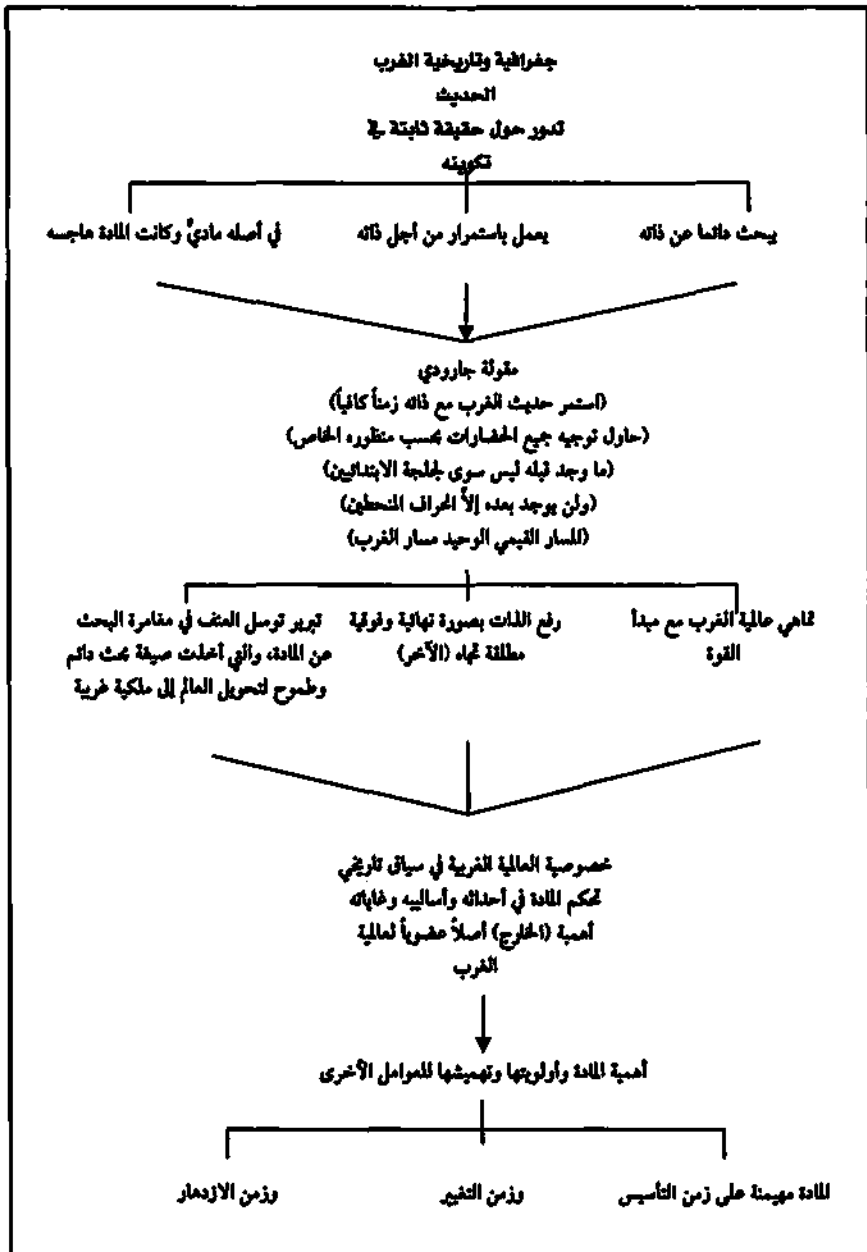 جغرافية وتاريخية الغرب
الحديث
تدور حول حقيقة ثابتة في
تكوينه
يبحث دائما عن ذاته
يعمل باستمرار من أجل ذاته
في أصله ماديٌّ وكانت المادة هاجسه
مقولة جارودي
(استمر حديث الغرب مع ذاته زمناً كافياً)
(حاول توجيه جميع الحضارات بحسب منظوره الخاص)
(ما وجد قبله ليس سوى لجلجة الابتدائيين)
(ولن يوجد بعده إلاّ انحراف المنحطين)
(المسار القيمي الوحيد مسار الغرب)
تماهي عالمية الغرب مع مبدأ
القوة
رفع الذات بصورة نهائية وفوقية
مطلقة تجاه (الآخر)
تبرير توسل العنف في مغامرة البحث
عن المادة، والتي أخذت صيغة بحث دائم
وطموح لتحويل العالم إلى ملكية غربية
خصوصية العالمية الغربية في سياق تاريخي
تحكم المادة في أحداثه وأساليبه وغاياته
أهمية (الخارج) أصلاً عضوياً لعالمية
الغرب
أهمية المادة وأولويتها وتهميشها للعوامل الأخرى
المادة مهيمنة على زمن التأسيس
وزمن التغيير
وزمن الازدهار